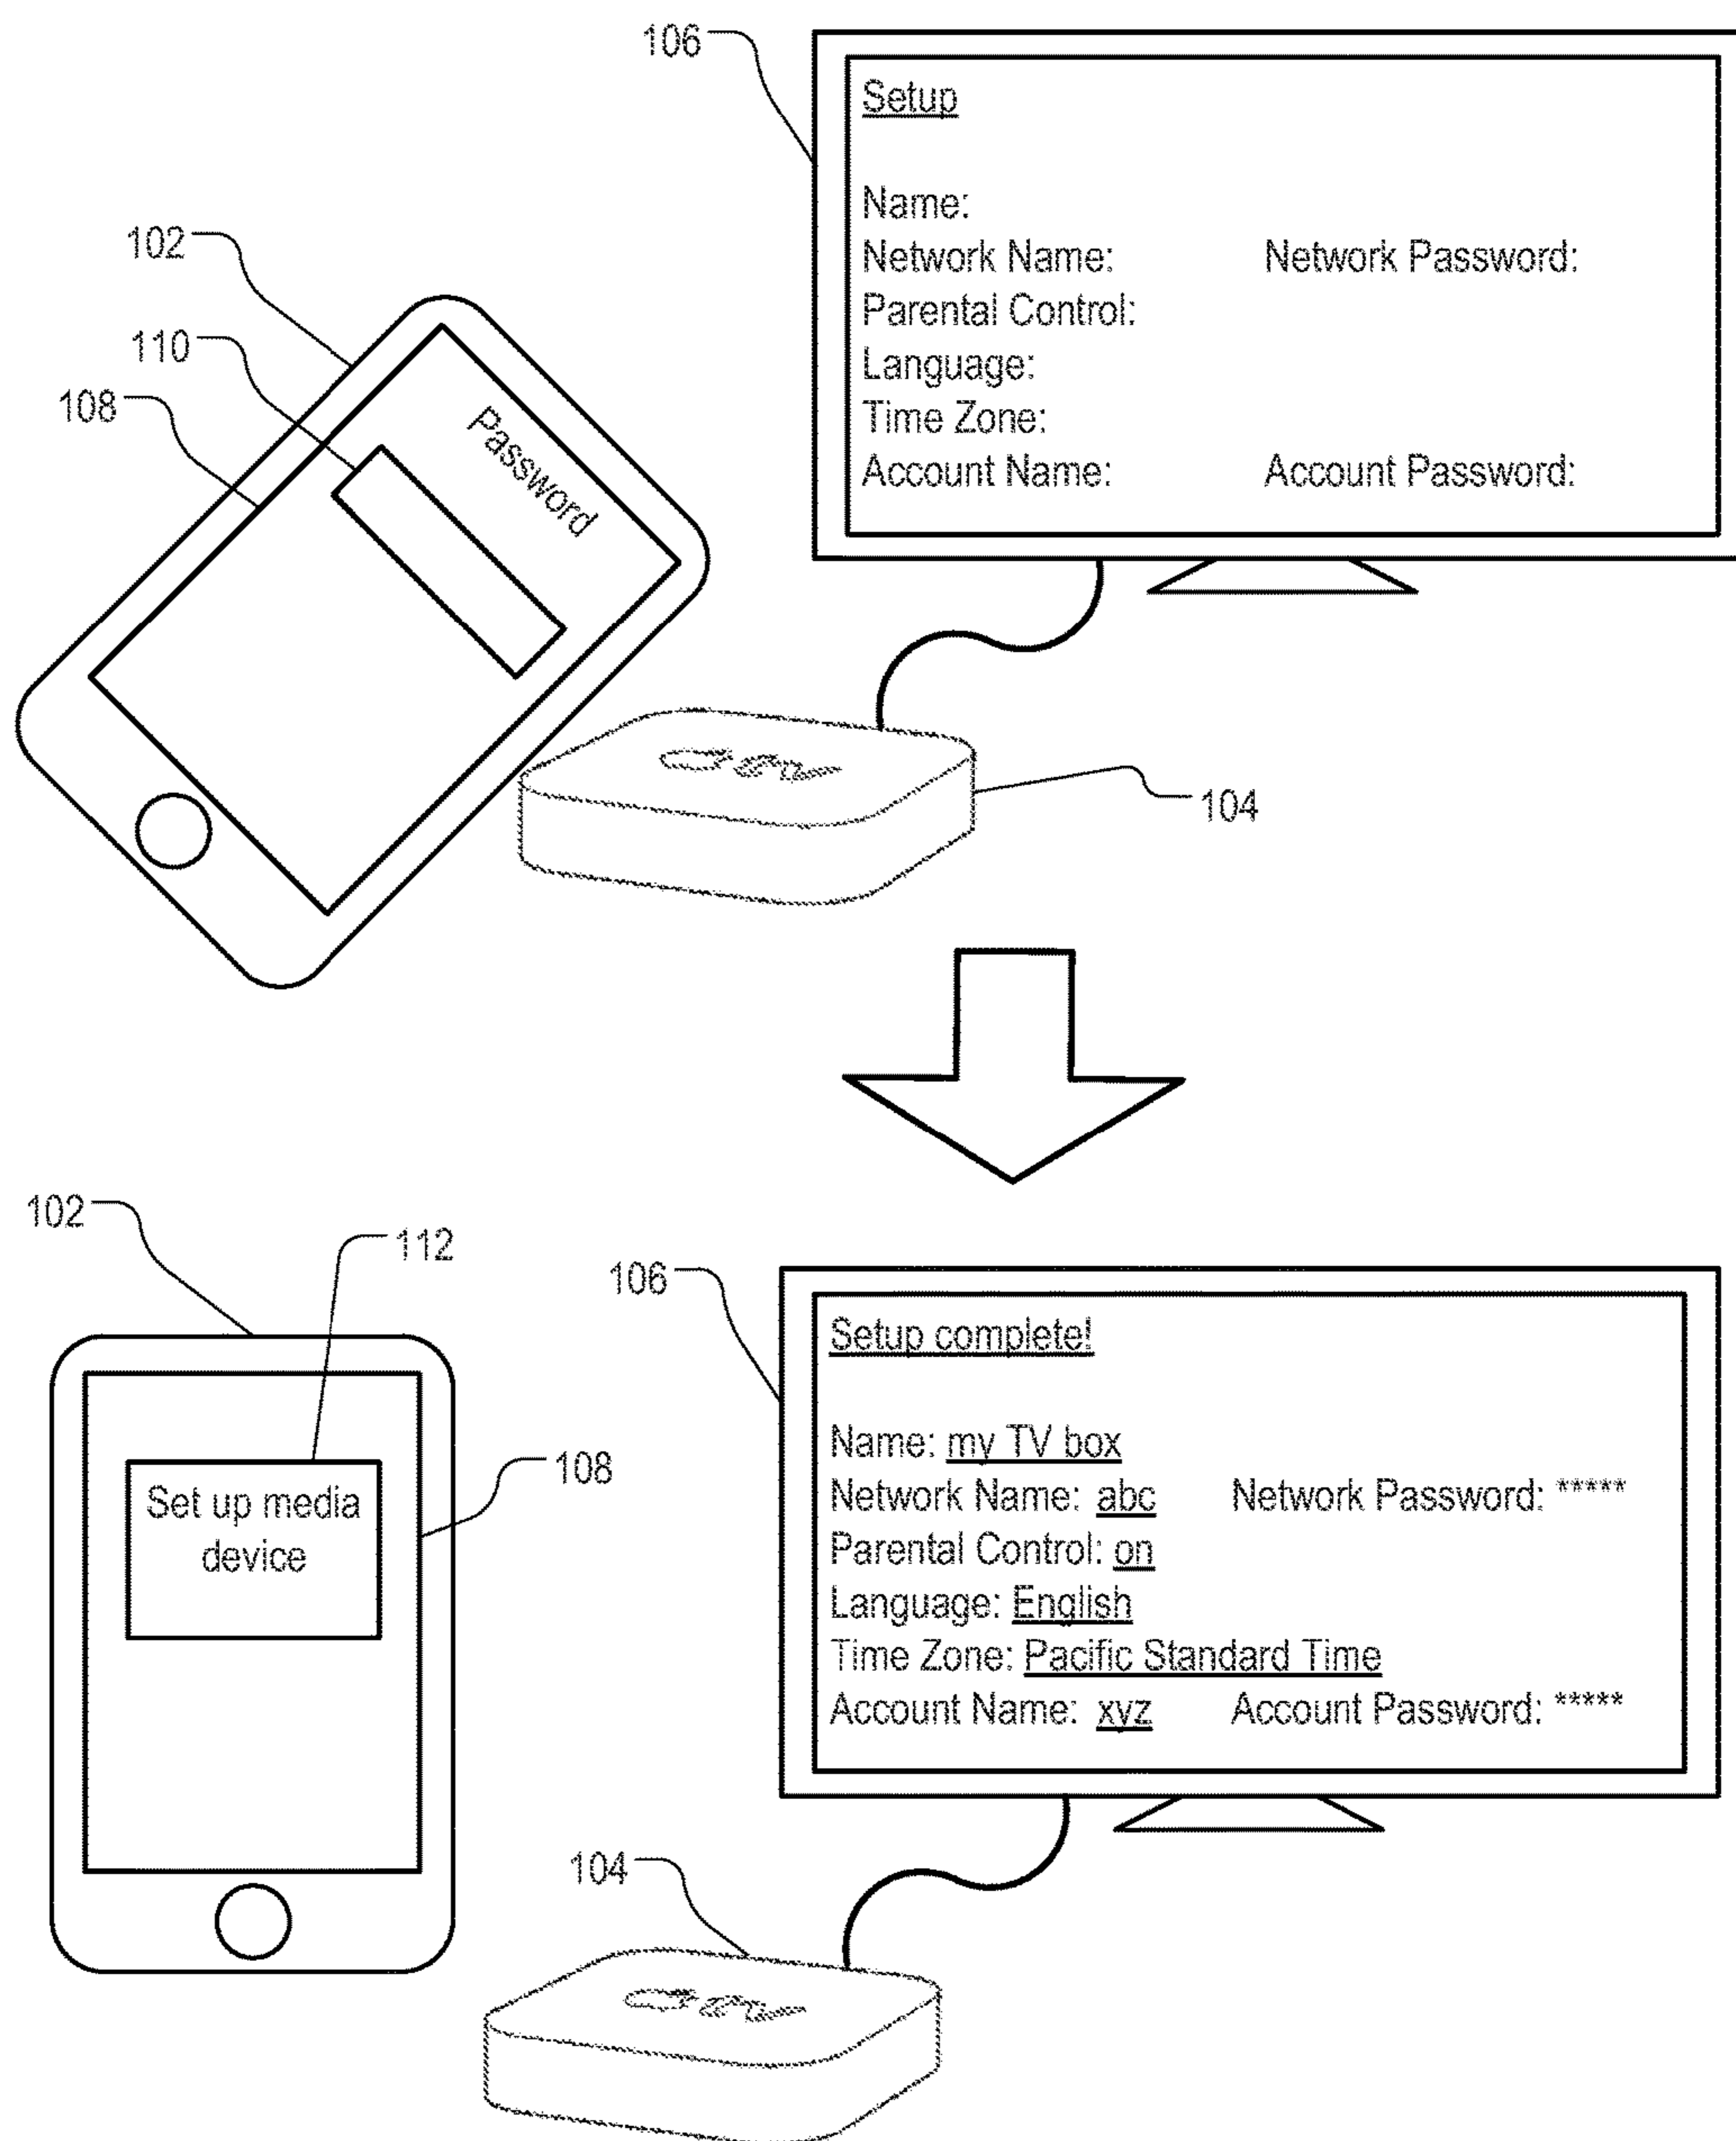 106
Setup
Name:
Network Name: Network Password:
Parental Control:
Language:
Time Zone:
Account Name: Account Password:
102
110
108
Password
tv
104
102
112
Set up media
device
108
106
Setup complete!
Name: my TV box
Network Name: abc Network Password: *****
Parental Control: on
Language: English
Time Zone: Pacific Standard Time
Account Name: xyz Account Password: *****
104
tv